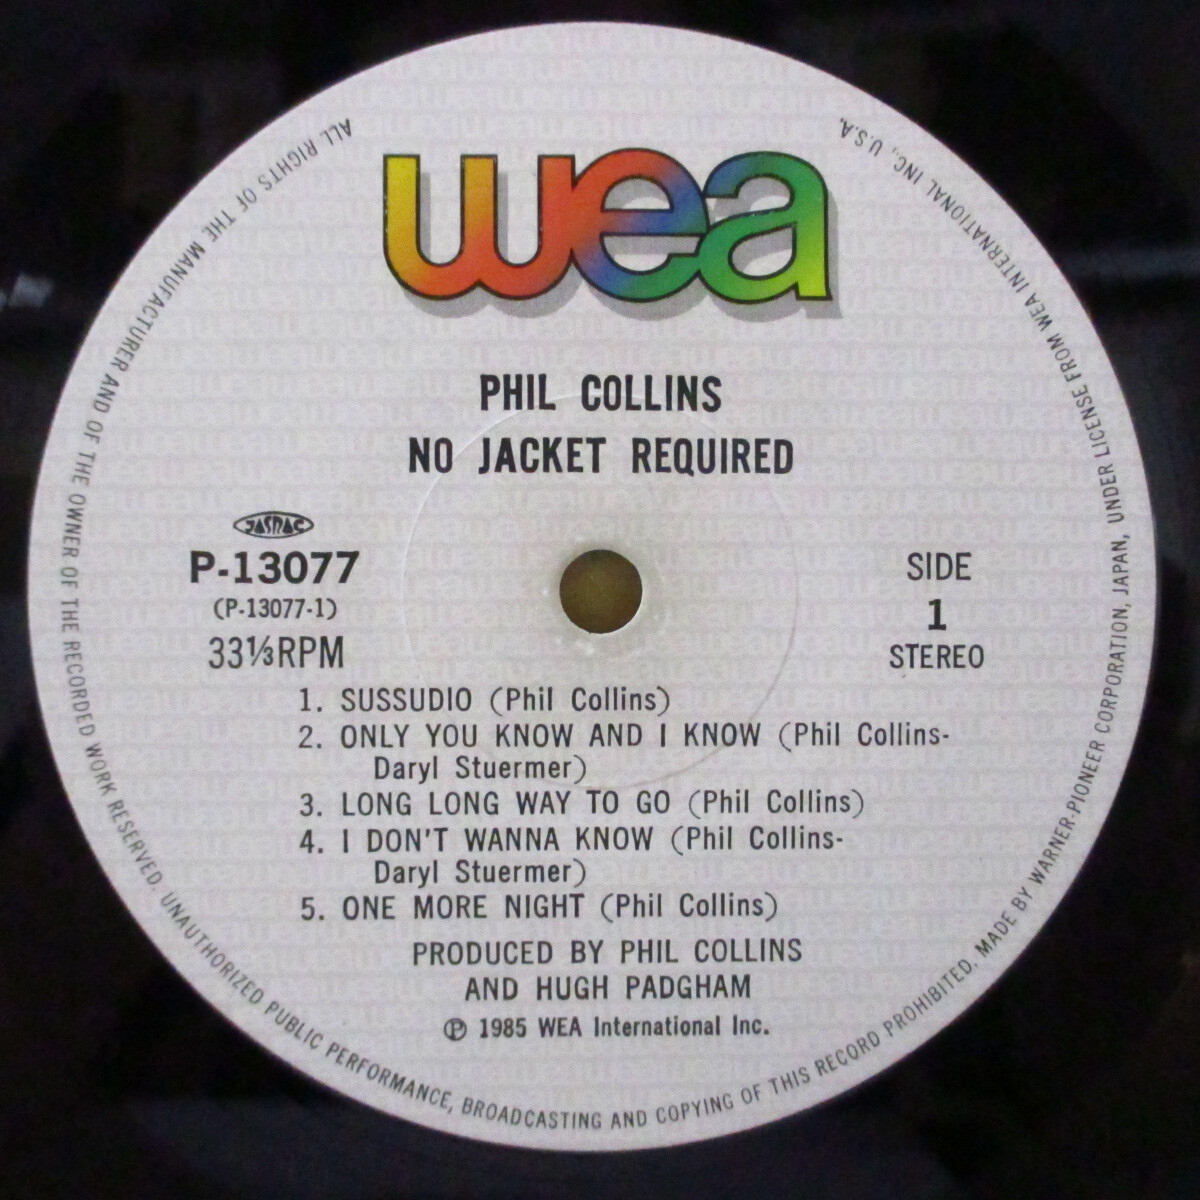 wea
PHIL COLLINS
NO JACKET REQUIRED
JASRAC
P-13077
(P-13077-1)
33⅓RPM
SIDE
1
STEREO
1. SUSSUDIO (Phil Collins)
2. ONLY YOU KNOW AND I KNOW (Phil Collins-
Daryl Stuermer)
3. LONG LONG WAY TO GO (Phil Collins)
4. I DON'T WANNA KNOW (Phil Collins-
Daryl Stuermer)
5. ONE MORE NIGHT (Phil Collins)
PRODUCED BY PHIL COLLINS
AND HUGH PADGHAM
℗ 1985 WEA International Inc.
ALL RIGHTS OF THE MANUFACTURER AND OF THE OWNER OF THE RECORDED WORK RESERVED. UNAUTHORIZED PUBLIC PERFORMANCE, BROADCASTING AND COPYING OF THIS RECORD PROHIBITED. MADE BY WARNER-PIONEER CORPORATION, JAPAN, UNDER LICENSE FROM WEA INTERNATIONAL INC., U.S.A.